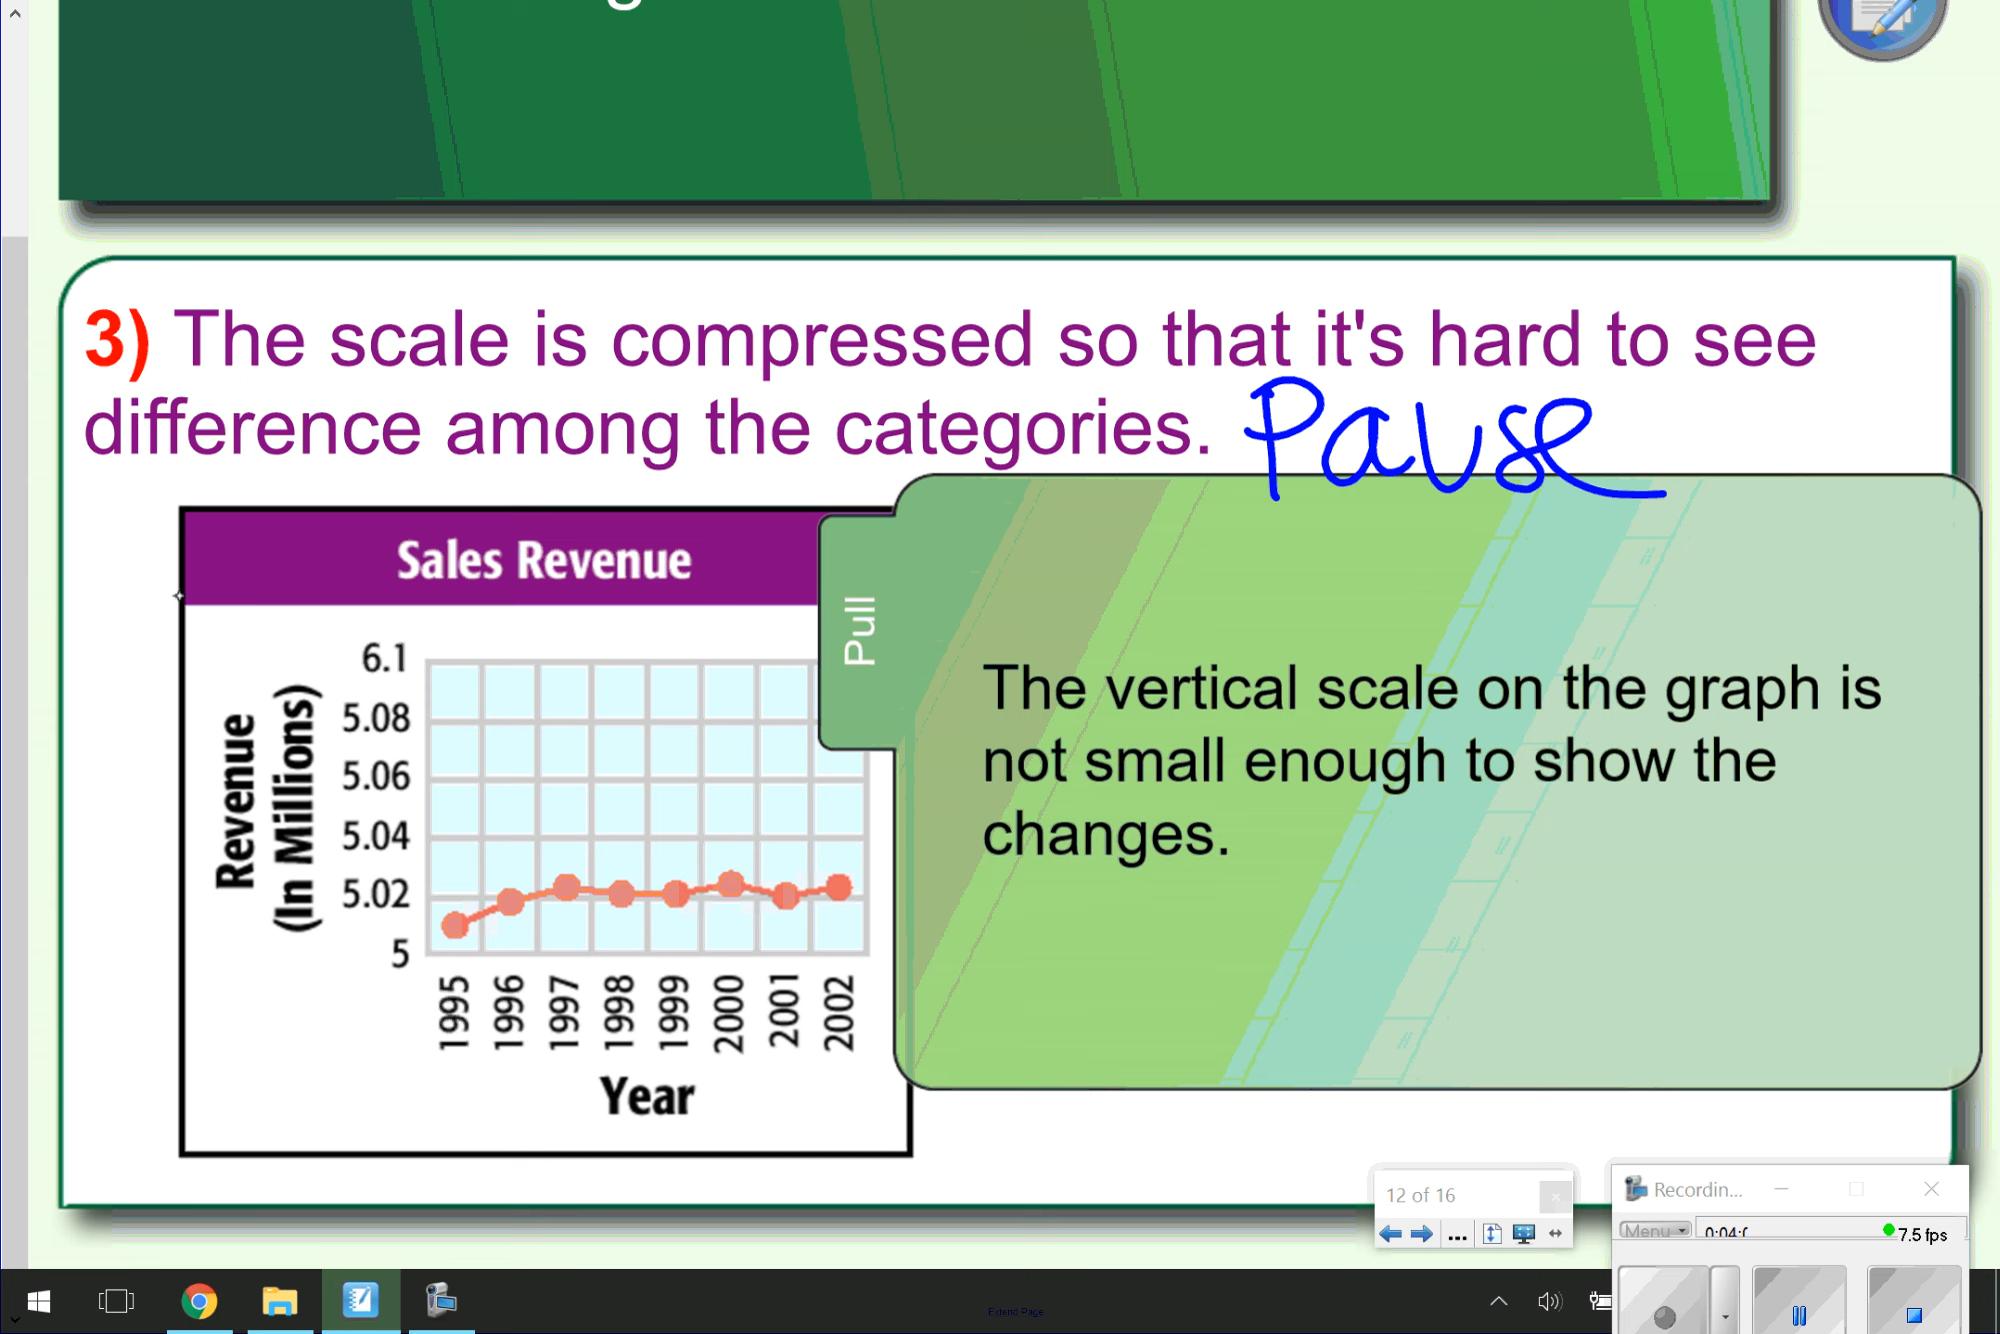 3) The scale is compressed so that it's hard to see
difference among the categories. Pause
Sales Revenue
Revenue
(In Millions)
6.1
5.08
5.06
5.04
5.02
5
1995 1996 1997 1998 1999 2000 2001 2002
Year
Pull
The vertical scale on the graph is
not small enough to show the
changes.
12 of 16
...
Recordin...
Menu
7.5 fps
Extend Page